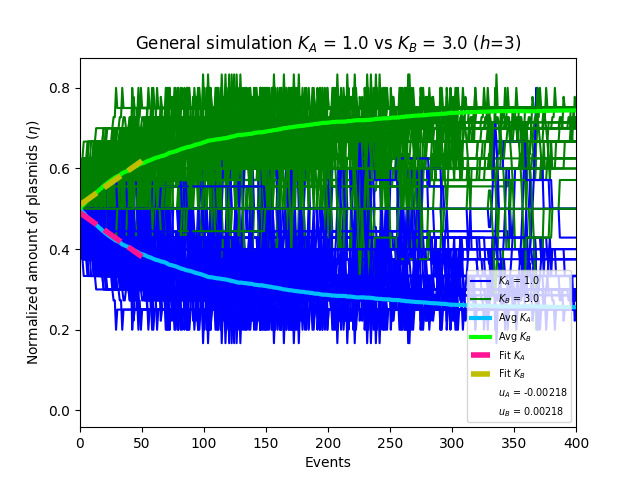 General simulation K_A = 1.0 vs K_B = 3.0 (h=3)
Normalized amount of plasmids (η)
0.8
0.6
0.4
0.2
0.0
0 50 100 150 200 250 300 350 400
Events
K_A = 1.0
K_B = 3.0
Avg K_A
Avg K_B
Fit K_A
Fit K_B
u_A = -0.00218
u_B = 0.00218